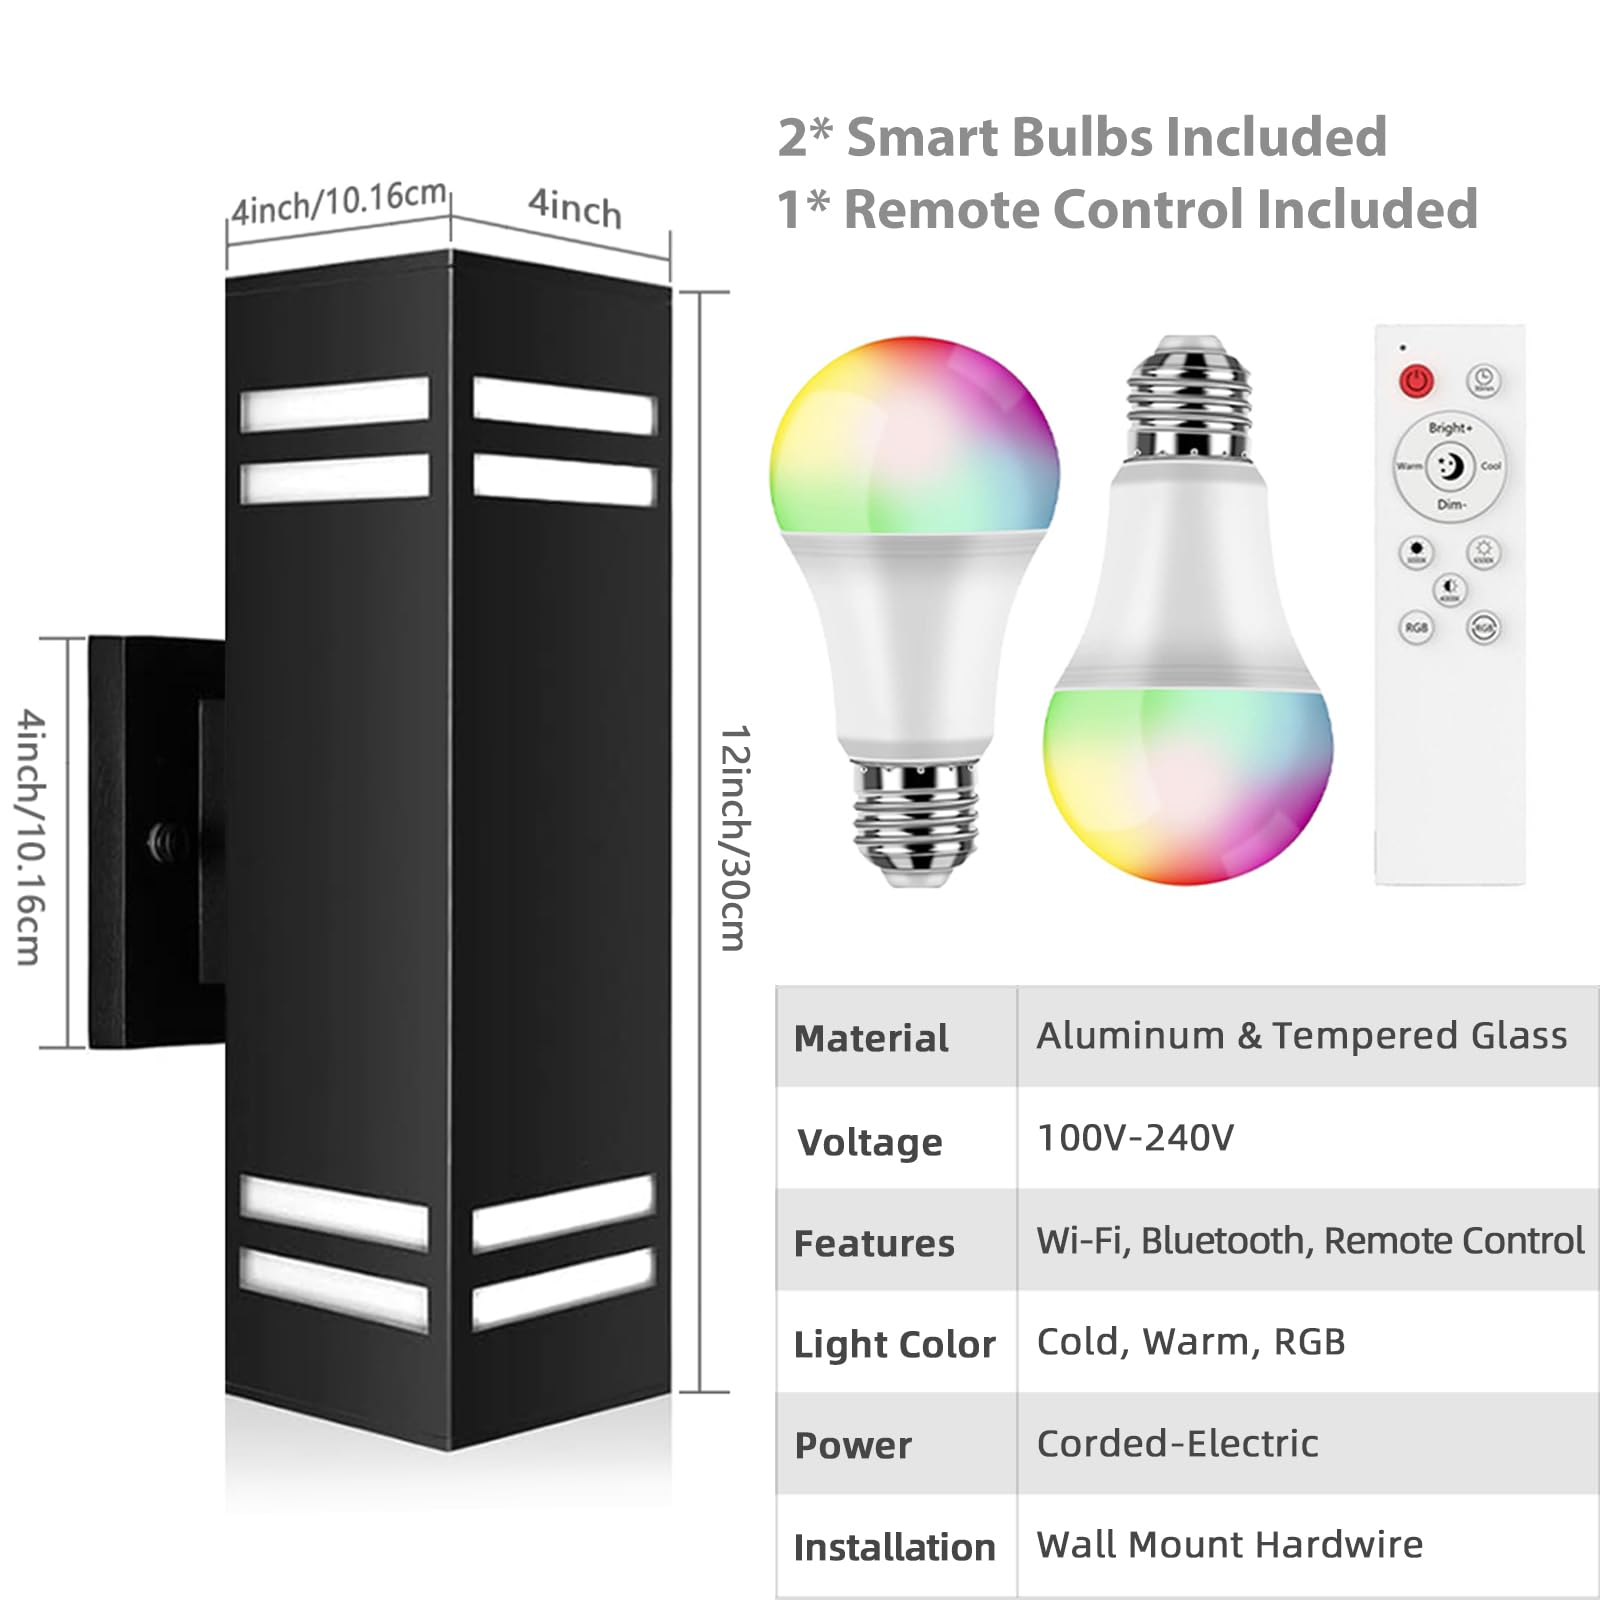 2* Smart Bulbs Included
1* Remote Control Included
4inch/10.16cm
4inch
4inch/10.16cm
12inch/30cm
Bright+
Warm
Cool
Dim-
RGB
RGB
Material Aluminum & Tempered Glass
Voltage 100V-240V
Features Wi-Fi, Bluetooth, Remote Control
Light Color Cold, Warm, RGB
Power Corded-Electric
Installation Wall Mount Hardwire